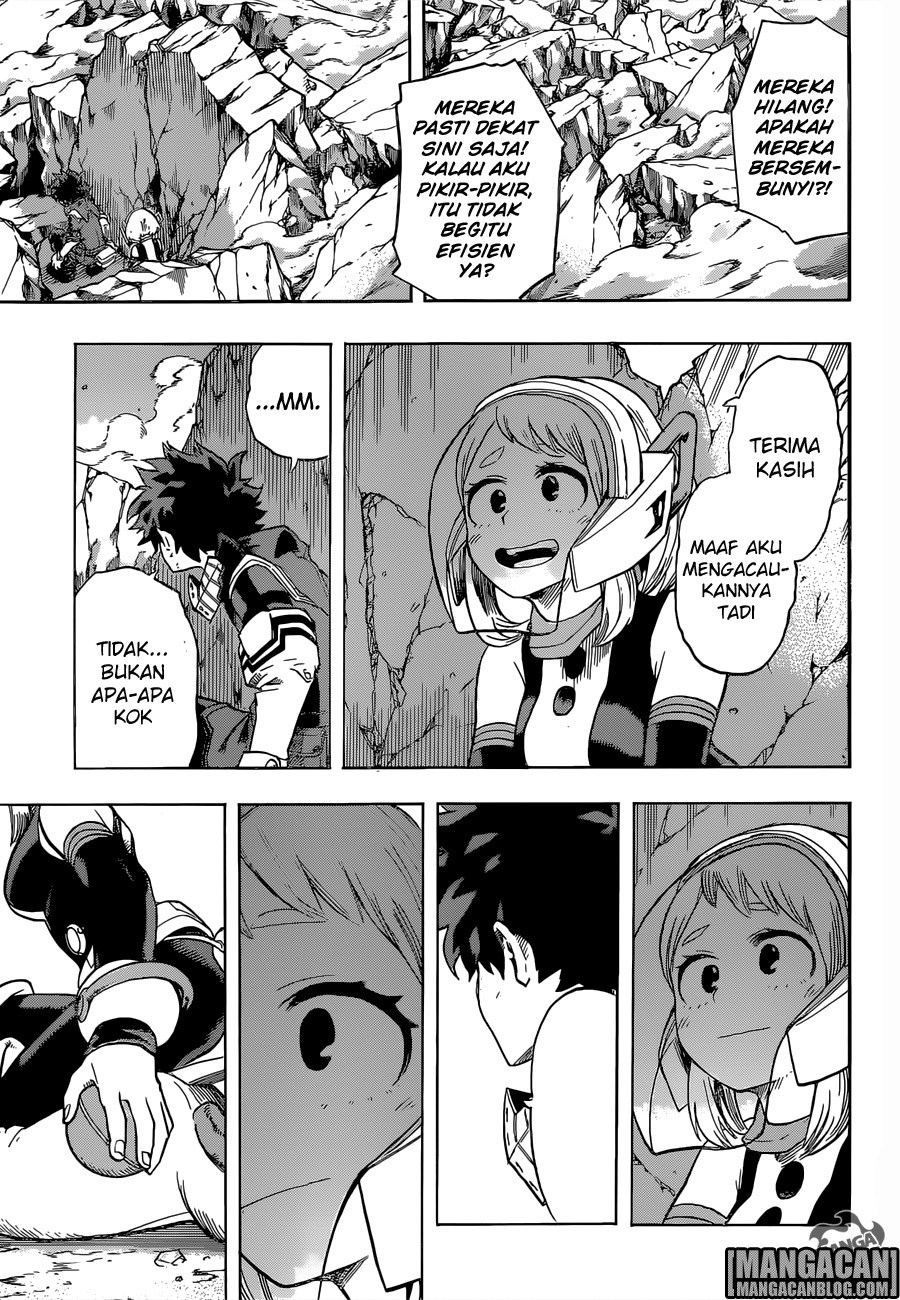 MEREKA
HILANG!
APAKAH
MEREKA
BERSEM-
BUNYI?!
MEREKA
PASTI DEKAT
SINI SAJA!
KALAU AKU
PIKIR-PIKIR,
ITU TIDAK
BEGITU
EFISIEN
YA?
TERIMA
KASIH
MAAF AKU
MENGACAU-
KANNYA
TADI
...MM.
TIDAK...
BUKAN
APA-APA
KOK
MANGA
[MANGACAN]
MANGACANBLOG.COM